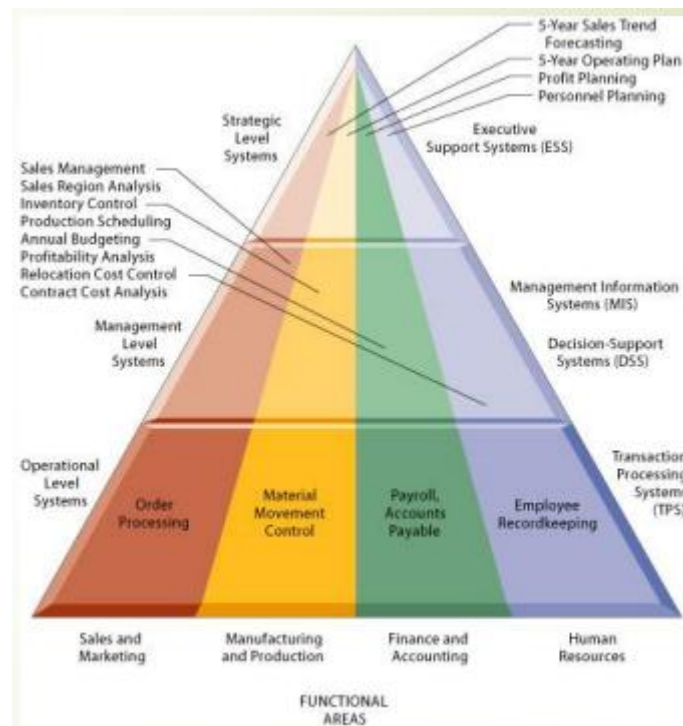 5-Year Sales Trend
Forecasting
5-Year Operating Plan
Profit Planning
Personnel Planning
Strategic
Level
Systems
Executive
Support Systems (ESS)
Sales Management
Sales Region Analysis
Inventory Control
Production Scheduling
Annual Budgeting
Profitability Analysis
Relocation Cost Control
Contract Cost Analysis
Management
Level
Systems
Management Information
Systems (MIS)
Decision-Support
Systems (DSS)
Operational
Level
Systems
Order
Processing
Material
Movement
Control
Payroll,
Accounts
Payable
Employee
Recordkeeping
Transaction
Processing
Systems
(TPS)
Sales and
Marketing
Manufacturing
and Production
Finance and
Accounting
Human
Resources
FUNCTIONAL
AREAS